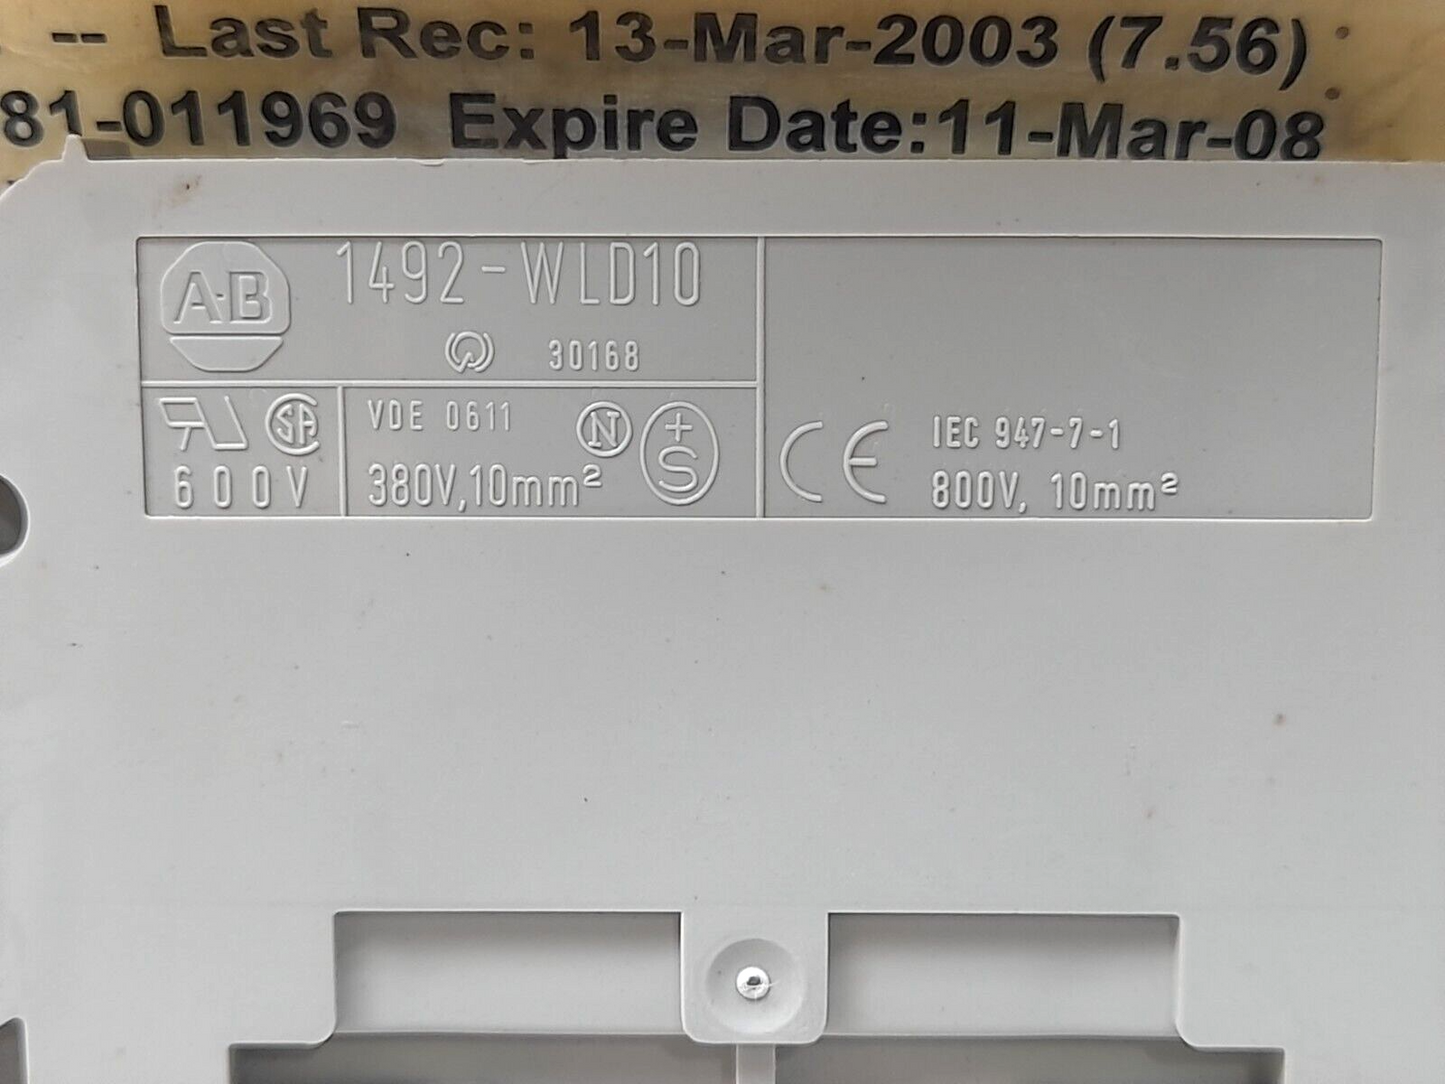 -- Last Rec: 13-Mar-2003 (7.56)
81-011969 Expire Date:11-Mar-08
A-B 1492-WLD10
30168
VDE 0611 N + S
600V 380V,10mm²
CE IEC 947-7-1
800V, 10mm²